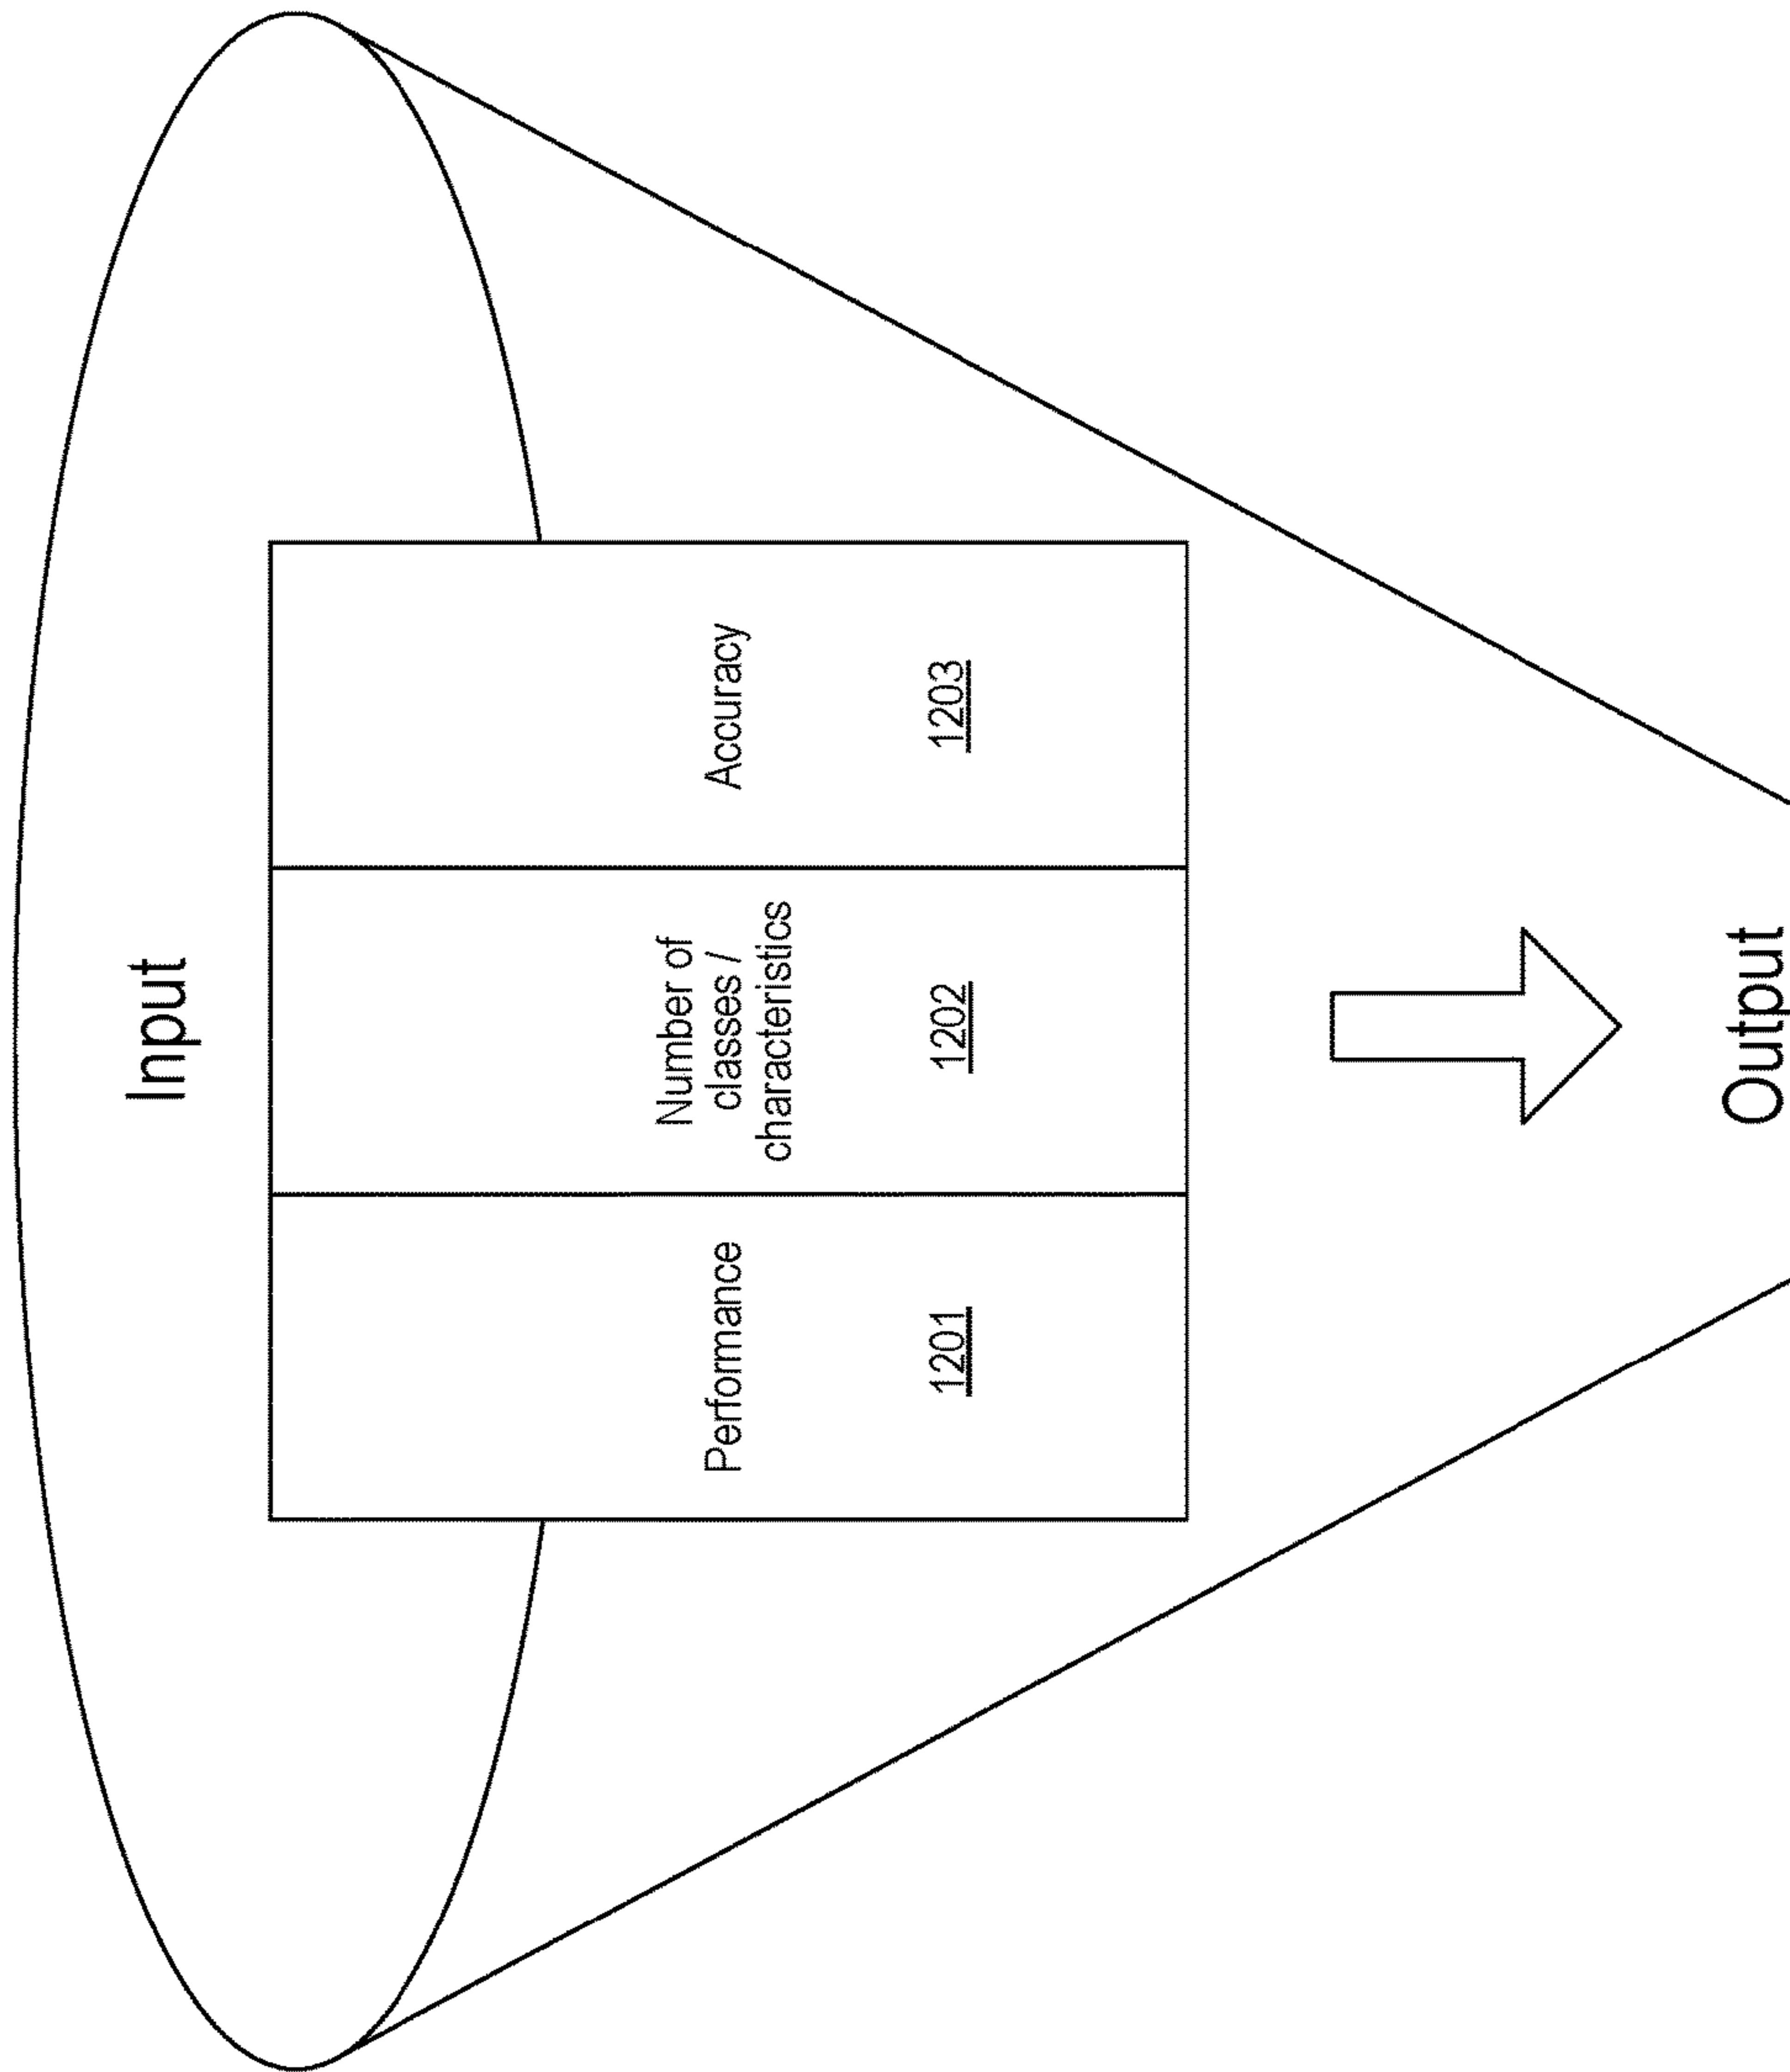 Input
Performance
1201
Number of
classes /
characteristics
1202
Accuracy
1203
Output